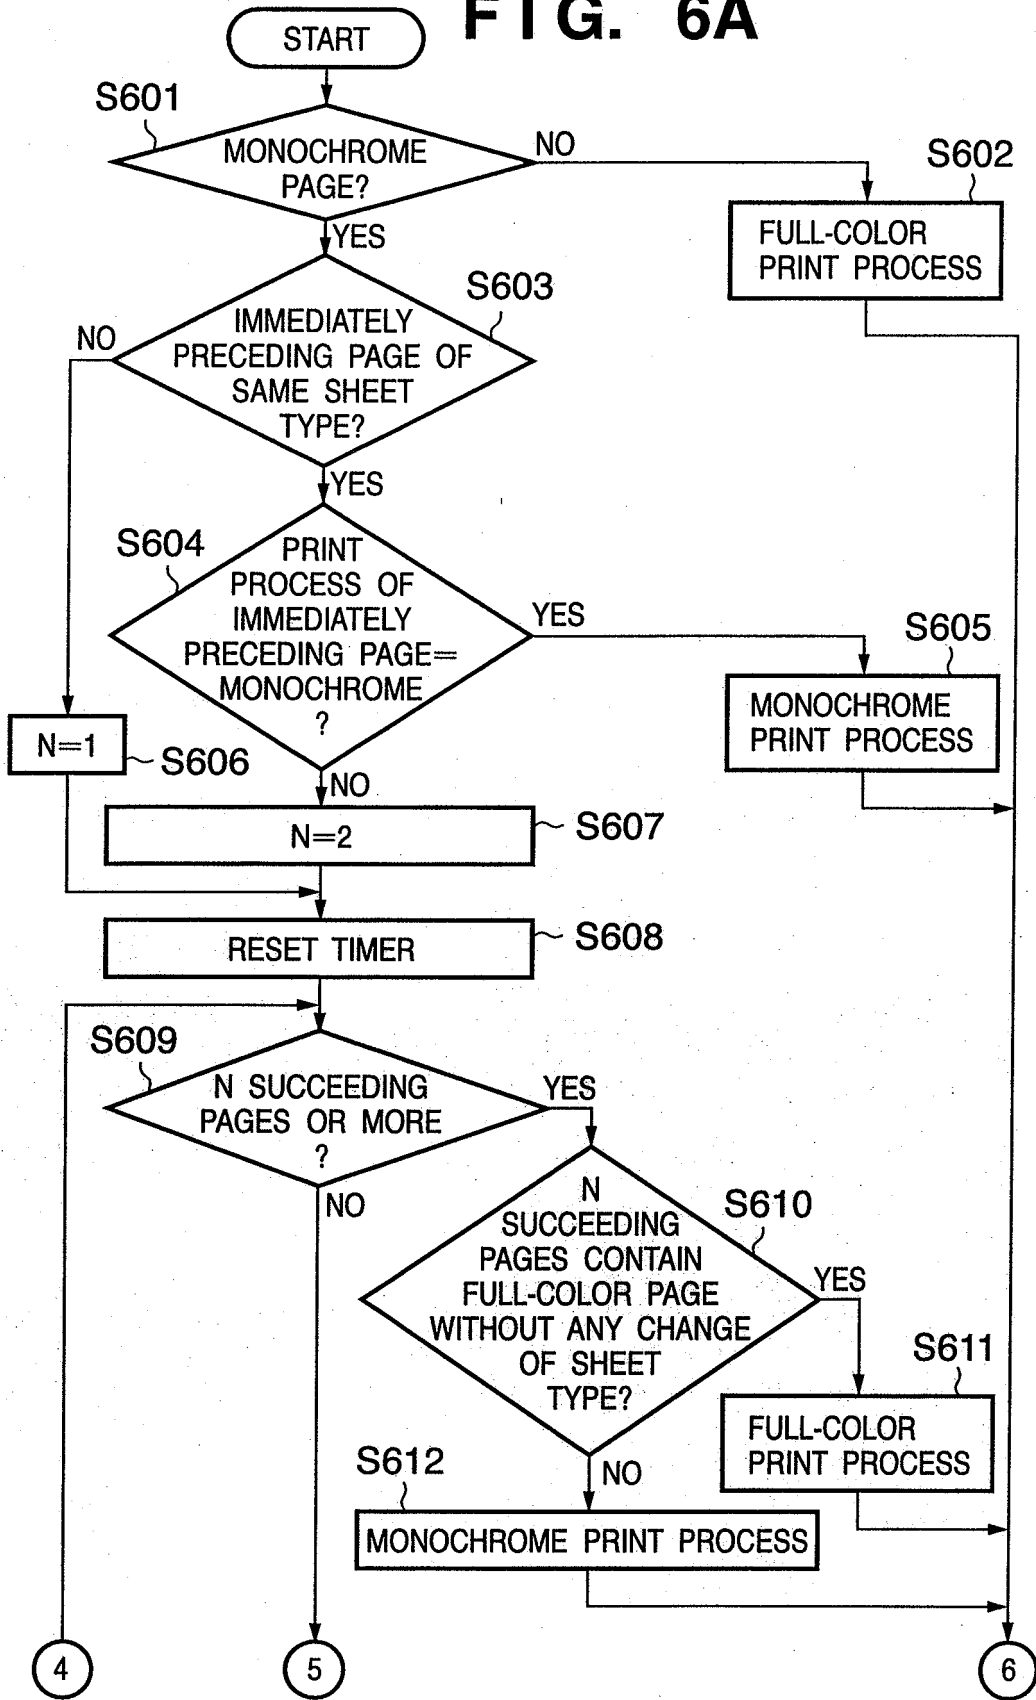 FIG. 6A
START
S601
MONOCHROME
PAGE?
NO
S602
FULL-COLOR
PRINT PROCESS
YES
S603
IMMEDIATELY
PRECEDING PAGE OF
SAME SHEET
TYPE?
NO
YES
S604
PRINT
PROCESS OF
IMMEDIATELY
PRECEDING PAGE=
MONOCHROME
?
YES
S605
MONOCHROME
PRINT PROCESS
N=1
S606
NO
N=2
S607
RESET TIMER
S608
S609
N SUCCEEDING
PAGES OR MORE
?
YES
NO
N
SUCCEEDING
PAGES CONTAIN
FULL-COLOR PAGE
WITHOUT ANY CHANGE
OF SHEET
TYPE?
S610
YES
S611
FULL-COLOR
PRINT PROCESS
NO
S612
MONOCHROME PRINT PROCESS
4
5
6